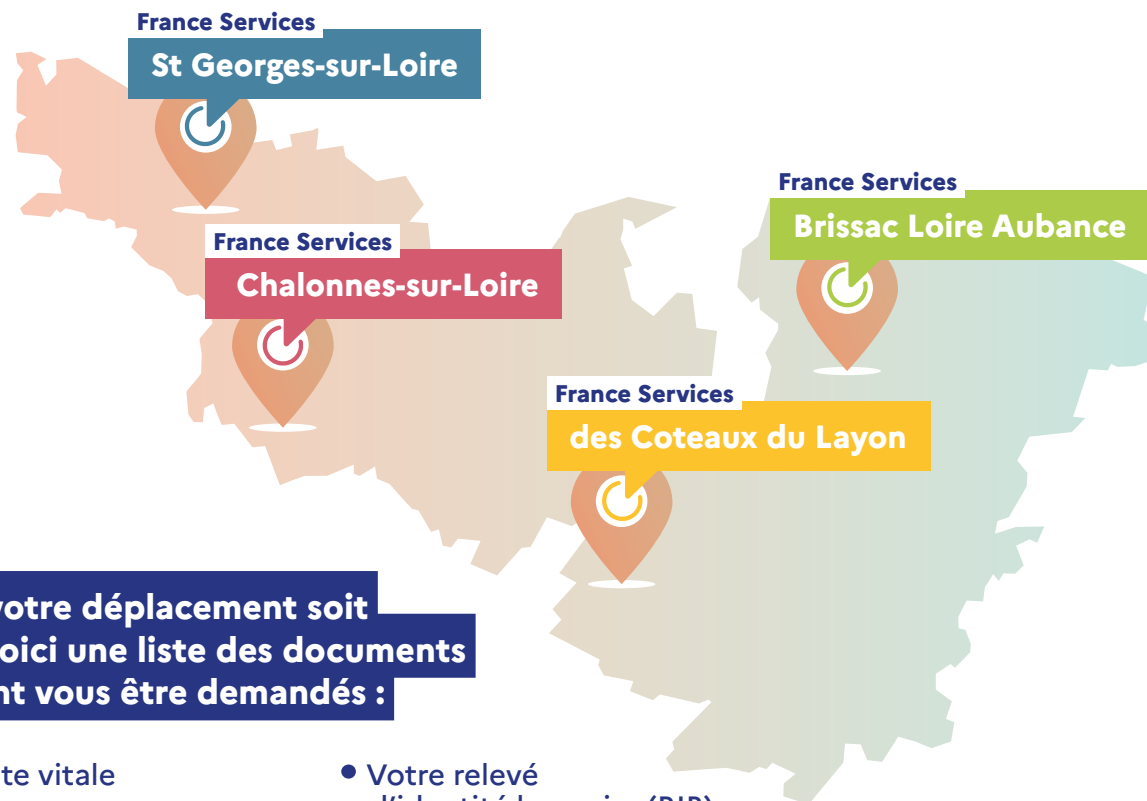 France Services
St Georges-sur-Loire
France Services
Brissac Loire Aubance
France Services
Chalonnes-sur-Loire
France Services
des Coteaux du Layon
votre déplacement soit
oici une liste des documents
nt vous être demandés :
te vitale
• Votre relevé
(RIB)